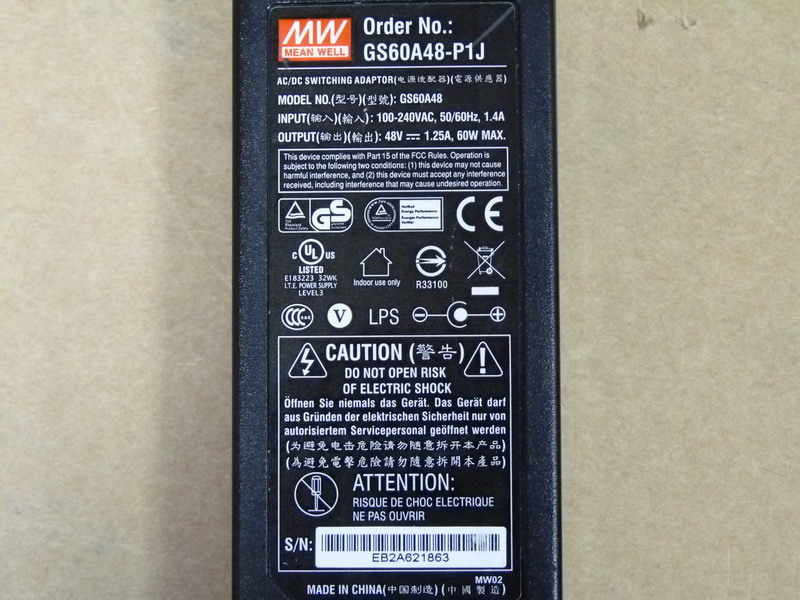 MW
MEAN WELL
Order No.:
GS60A48-P1J
AC/DC SWITCHING ADAPTOR(电源适配器)(電源供應器)
MODEL NO.(型号)(型號): GS60A48
INPUT(输入)(輸入): 100-240VAC, 50/60Hz, 1.4A
OUTPUT(输出)(輸出): 48V 1.25A, 60W MAX.
This device complies with Part 15 of the FCC Rules. Operation is
subject to the following two conditions: (1) this device may not cause
harmful interference, and (2) this device must accept any interference
received, including interference that may cause undesired operation.
GS
Verified
Energy Performance
Énergie Performance
Vérifié
CE
C UL US
LISTED
E183223 32WK
I.T.E. POWER SUPPLY
LEVEL3
Indoor use only
R33100
V
LPS
CAUTION (警告)
DO NOT OPEN RISK
OF ELECTRIC SHOCK
Öffnen Sie niemals das Gerät. Das Gerät darf
aus Gründen der elektrischen Sicherheit nur von
autorisiertem Servicepersonal geöffnet werden
(为避免电击危险请勿随意拆开本产品)
(為避免電擊危險請勿隨意拆開本產品)
ATTENTION:
RISQUE DE CHOC ELECTRIQUE
NE PAS OUVRIR
S/N:
EB2A621863
MW02
MADE IN CHINA(中国制造)(中國製造)